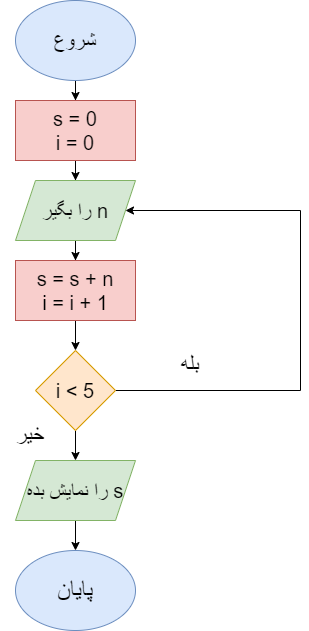 شروع
s = 0
i = 0
n را بگیر
s = s + n
i = i + 1
بله
i < 5
خیر
s را نمایش بده
پایان